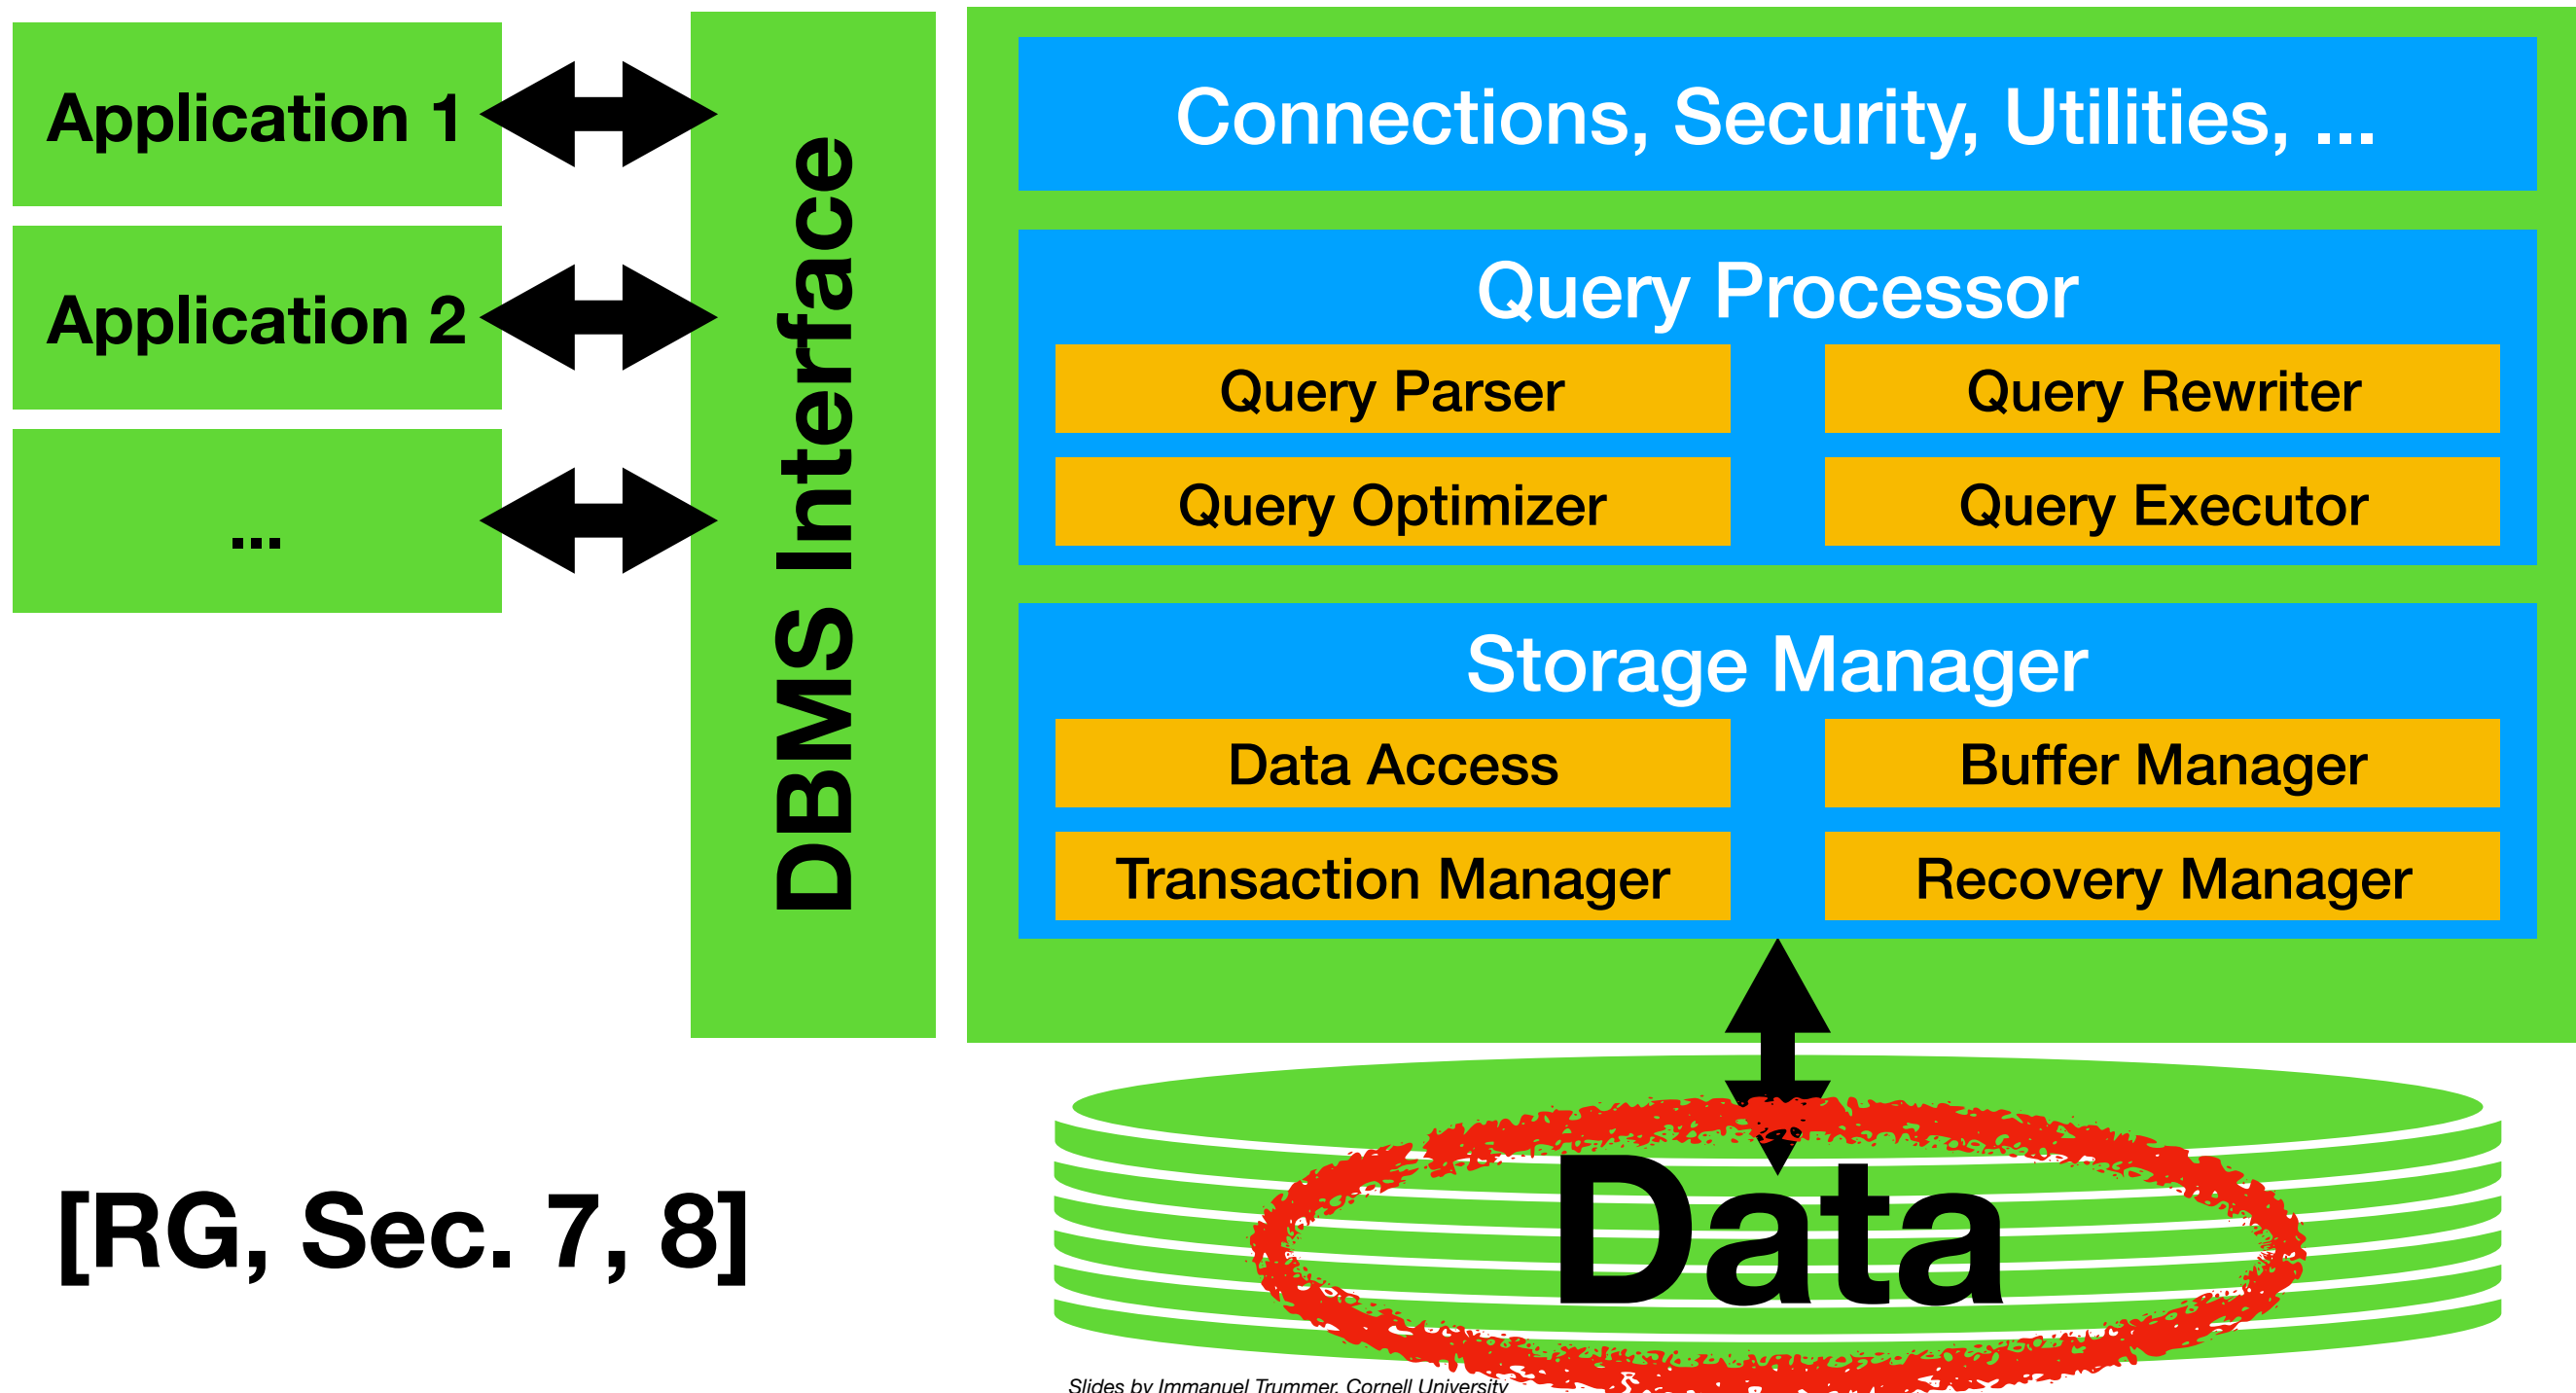 Application 1
Application 2
...
DBMS Interface
Connections, Security, Utilities, ...
Query Processor
Query Parser
Query Rewriter
Query Optimizer
Query Executor
Storage Manager
Data Access
Buffer Manager
Transaction Manager
Recovery Manager
Data
[RG, Sec. 7, 8]
Slides by Immanuel Trummer, Cornell University